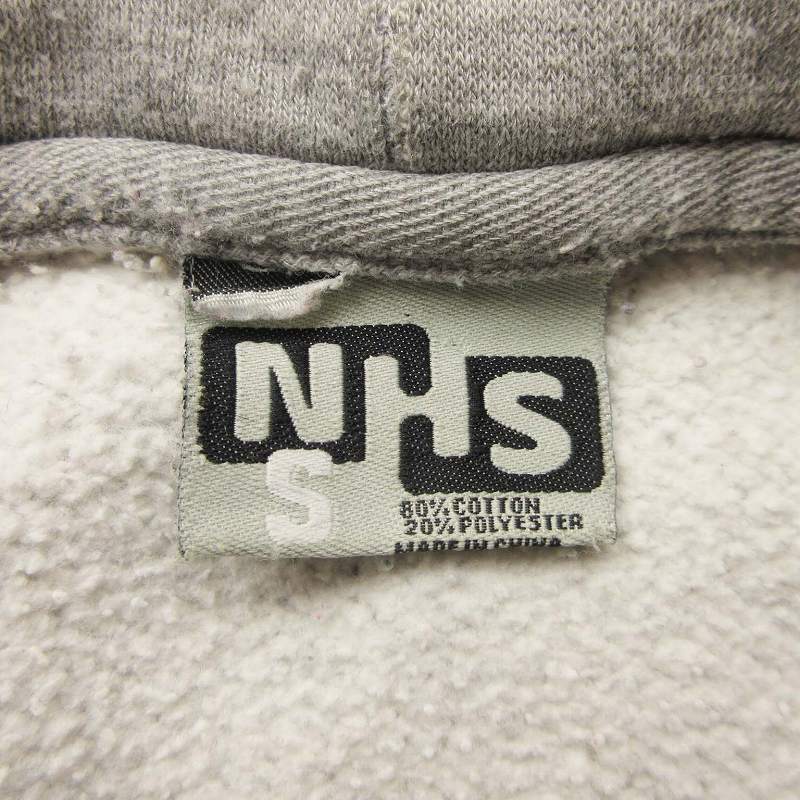 NHS
S
80% COTTON
20% POLYESTER
MADE IN CHINA